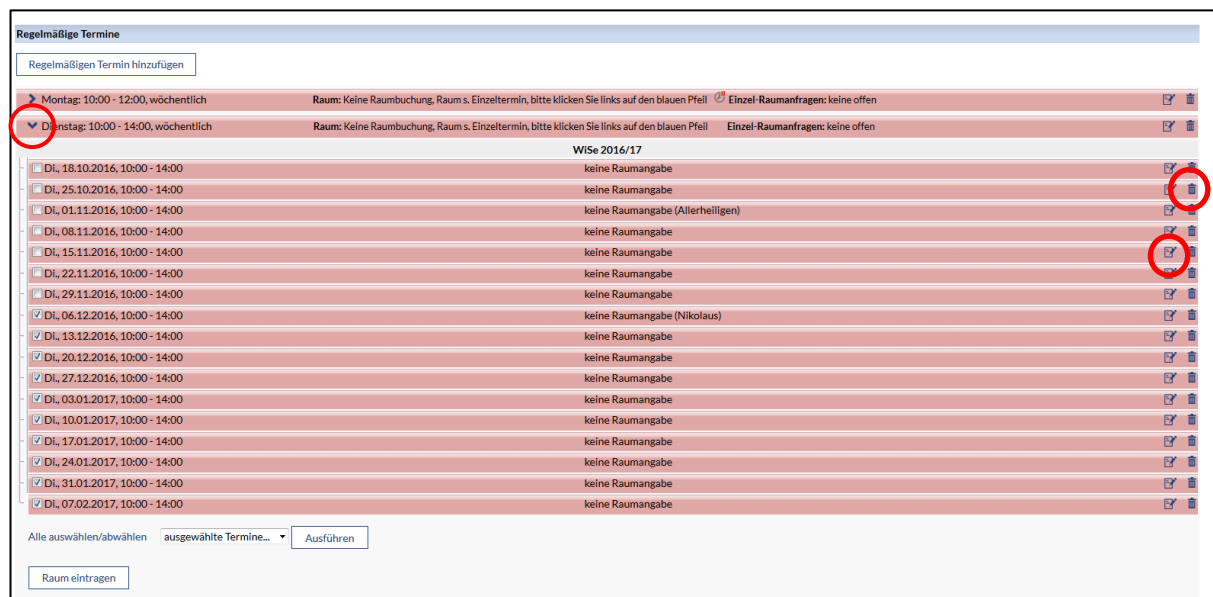 Regelmäßige Termine
Regelmäßigen Termin hinzufügen
Montag: 10:00 - 12:00, wöchentlich Raum: Keine Raumbuchung, Raum s. Einzeltermin, bitte klicken Sie links auf den blauen Pfeil Einzel-Raumanfragen: keine offen
Dienstag: 10:00 - 14:00, wöchentlich Raum: Keine Raumbuchung, Raum s. Einzeltermin, bitte klicken Sie links auf den blauen Pfeil Einzel-Raumanfragen: keine offen
WiSe 2016/17
Di., 18.10.2016, 10:00 - 14:00 keine Raumangabe
Di., 25.10.2016, 10:00 - 14:00 keine Raumangabe
Di., 01.11.2016, 10:00 - 14:00 keine Raumangabe (Allerheiligen)
Di., 08.11.2016, 10:00 - 14:00 keine Raumangabe
Di., 15.11.2016, 10:00 - 14:00 keine Raumangabe
Di., 22.11.2016, 10:00 - 14:00 keine Raumangabe
Di., 29.11.2016, 10:00 - 14:00 keine Raumangabe
Di., 06.12.2016, 10:00 - 14:00 keine Raumangabe (Nikolaus)
Di., 13.12.2016, 10:00 - 14:00 keine Raumangabe
Di., 20.12.2016, 10:00 - 14:00 keine Raumangabe
Di., 27.12.2016, 10:00 - 14:00 keine Raumangabe
Di., 03.01.2017, 10:00 - 14:00 keine Raumangabe
Di., 10.01.2017, 10:00 - 14:00 keine Raumangabe
Di., 17.01.2017, 10:00 - 14:00 keine Raumangabe
Di., 24.01.2017, 10:00 - 14:00 keine Raumangabe
Di., 31.01.2017, 10:00 - 14:00 keine Raumangabe
Di., 07.02.2017, 10:00 - 14:00 keine Raumangabe
Alle auswählen/abwählen ausgewählte Termine... Ausführen
Raum eintragen